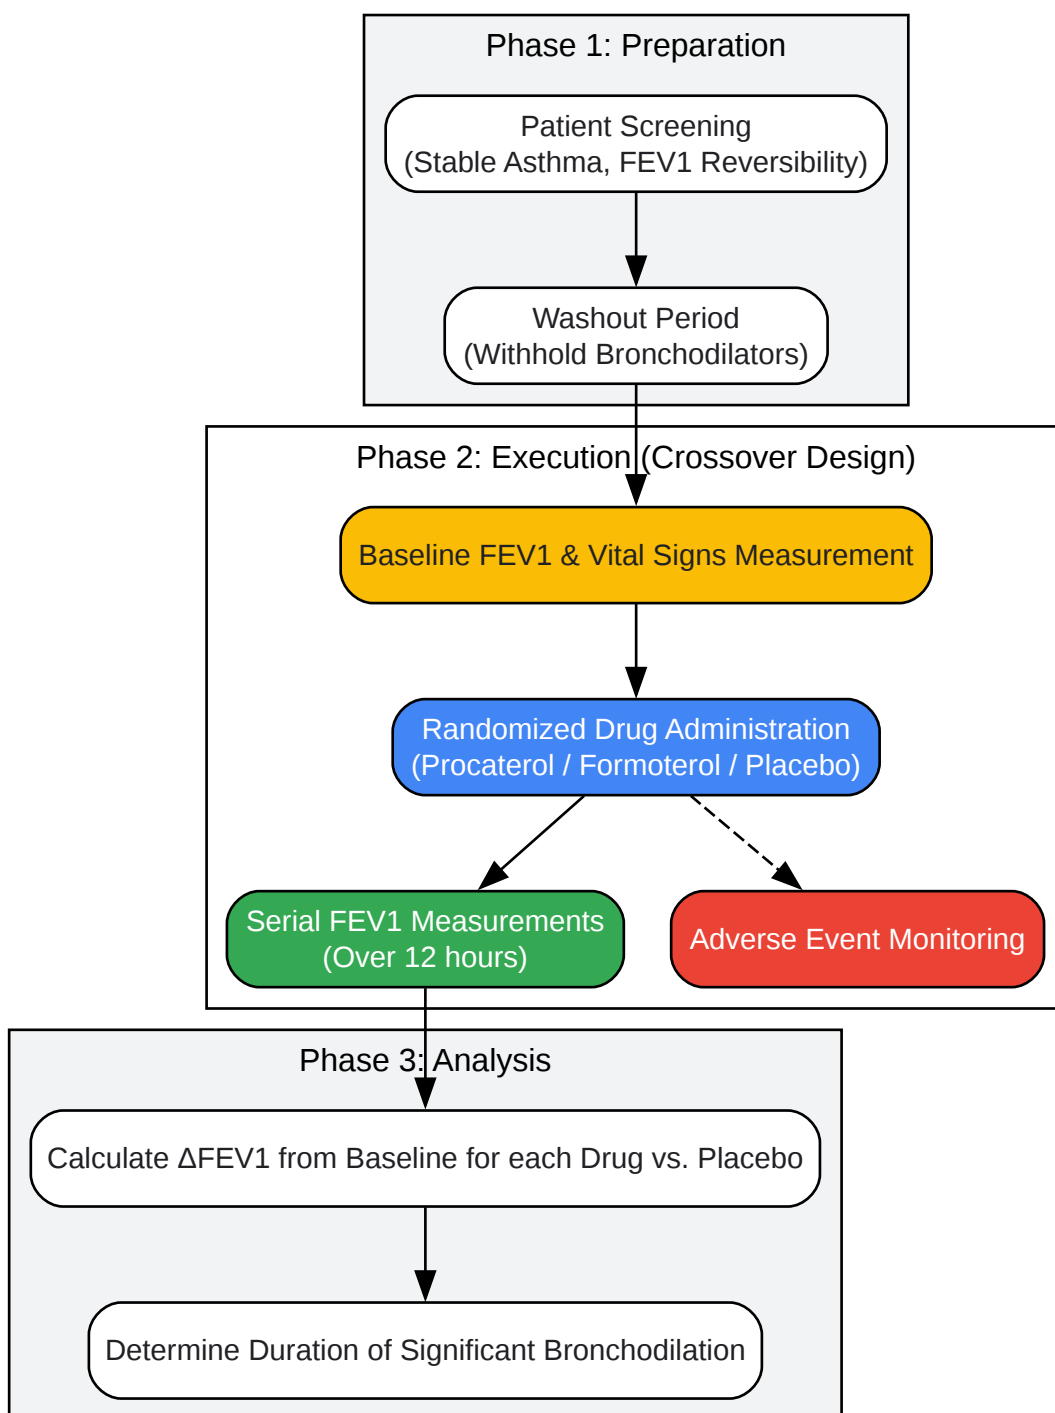 Phase 1: Preparation
Patient Screening
(Stable Asthma, FEV1 Reversibility)
Washout Period
(Withhold Bronchodilators)
Phase 2: Execution (Crossover Design)
Baseline FEV1 & Vital Signs Measurement
Randomized Drug Administration
(Procaterol / Formoterol / Placebo)
Serial FEV1 Measurements
(Over 12 hours)
Adverse Event Monitoring
Phase 3: Analysis
Calculate ΔFEV1 from Baseline for each Drug vs. Placebo
Determine Duration of Significant Bronchodilation